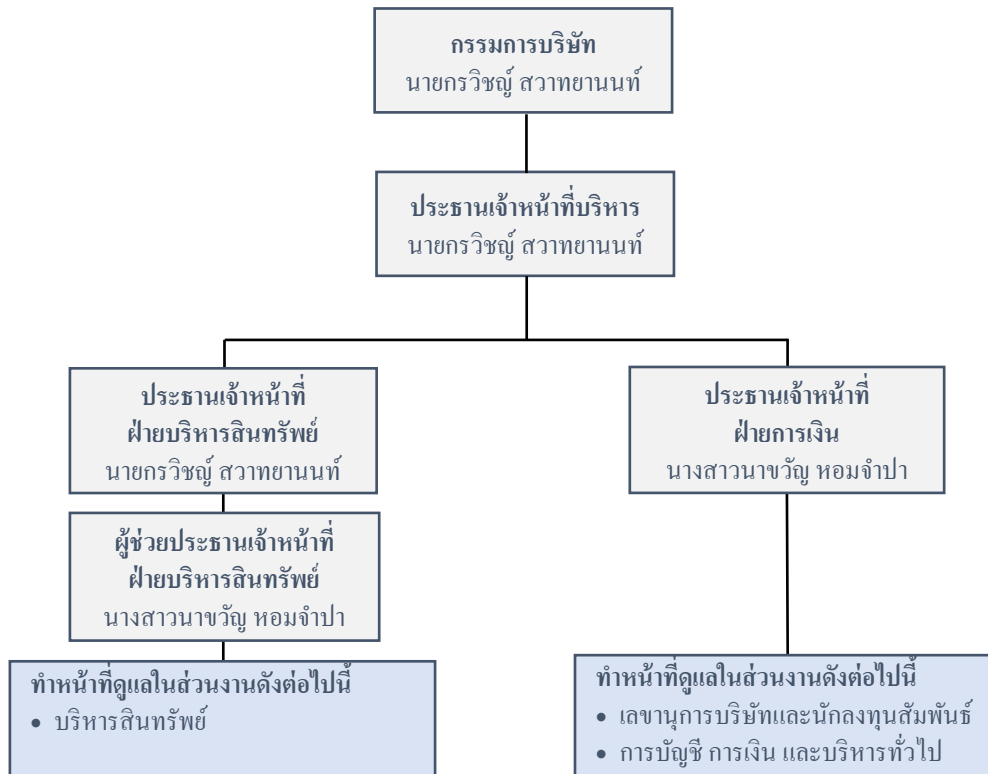 กรรมการบริษัท
นายกรวิชญ์ สวาทยานนท์
ประธานเจ้าหน้าที่บริหาร
นายกรวิชญ์ สวาทยานนท์
ประธานเจ้าหน้าที่
ฝ่ายบริหารสินทรัพย์
นายกรวิชญ์ สวาทยานนท์
ผู้ช่วยประธานเจ้าหน้าที่
ฝ่ายบริหารสินทรัพย์
นางสาวนาขวัญ หอมจำปา
ทำหน้าที่ดูแลในส่วนงานดังต่อไปนี้
• บริหารสินทรัพย์
ประธานเจ้าหน้าที่
ฝ่ายการเงิน
นางสาวนาขวัญ หอมจำปา
ทำหน้าที่ดูแลในส่วนงานดังต่อไปนี้
• เลขานุการบริษัทและนักลงทุนสัมพันธ์
• การบัญชี การเงิน และบริหารทั่วไป